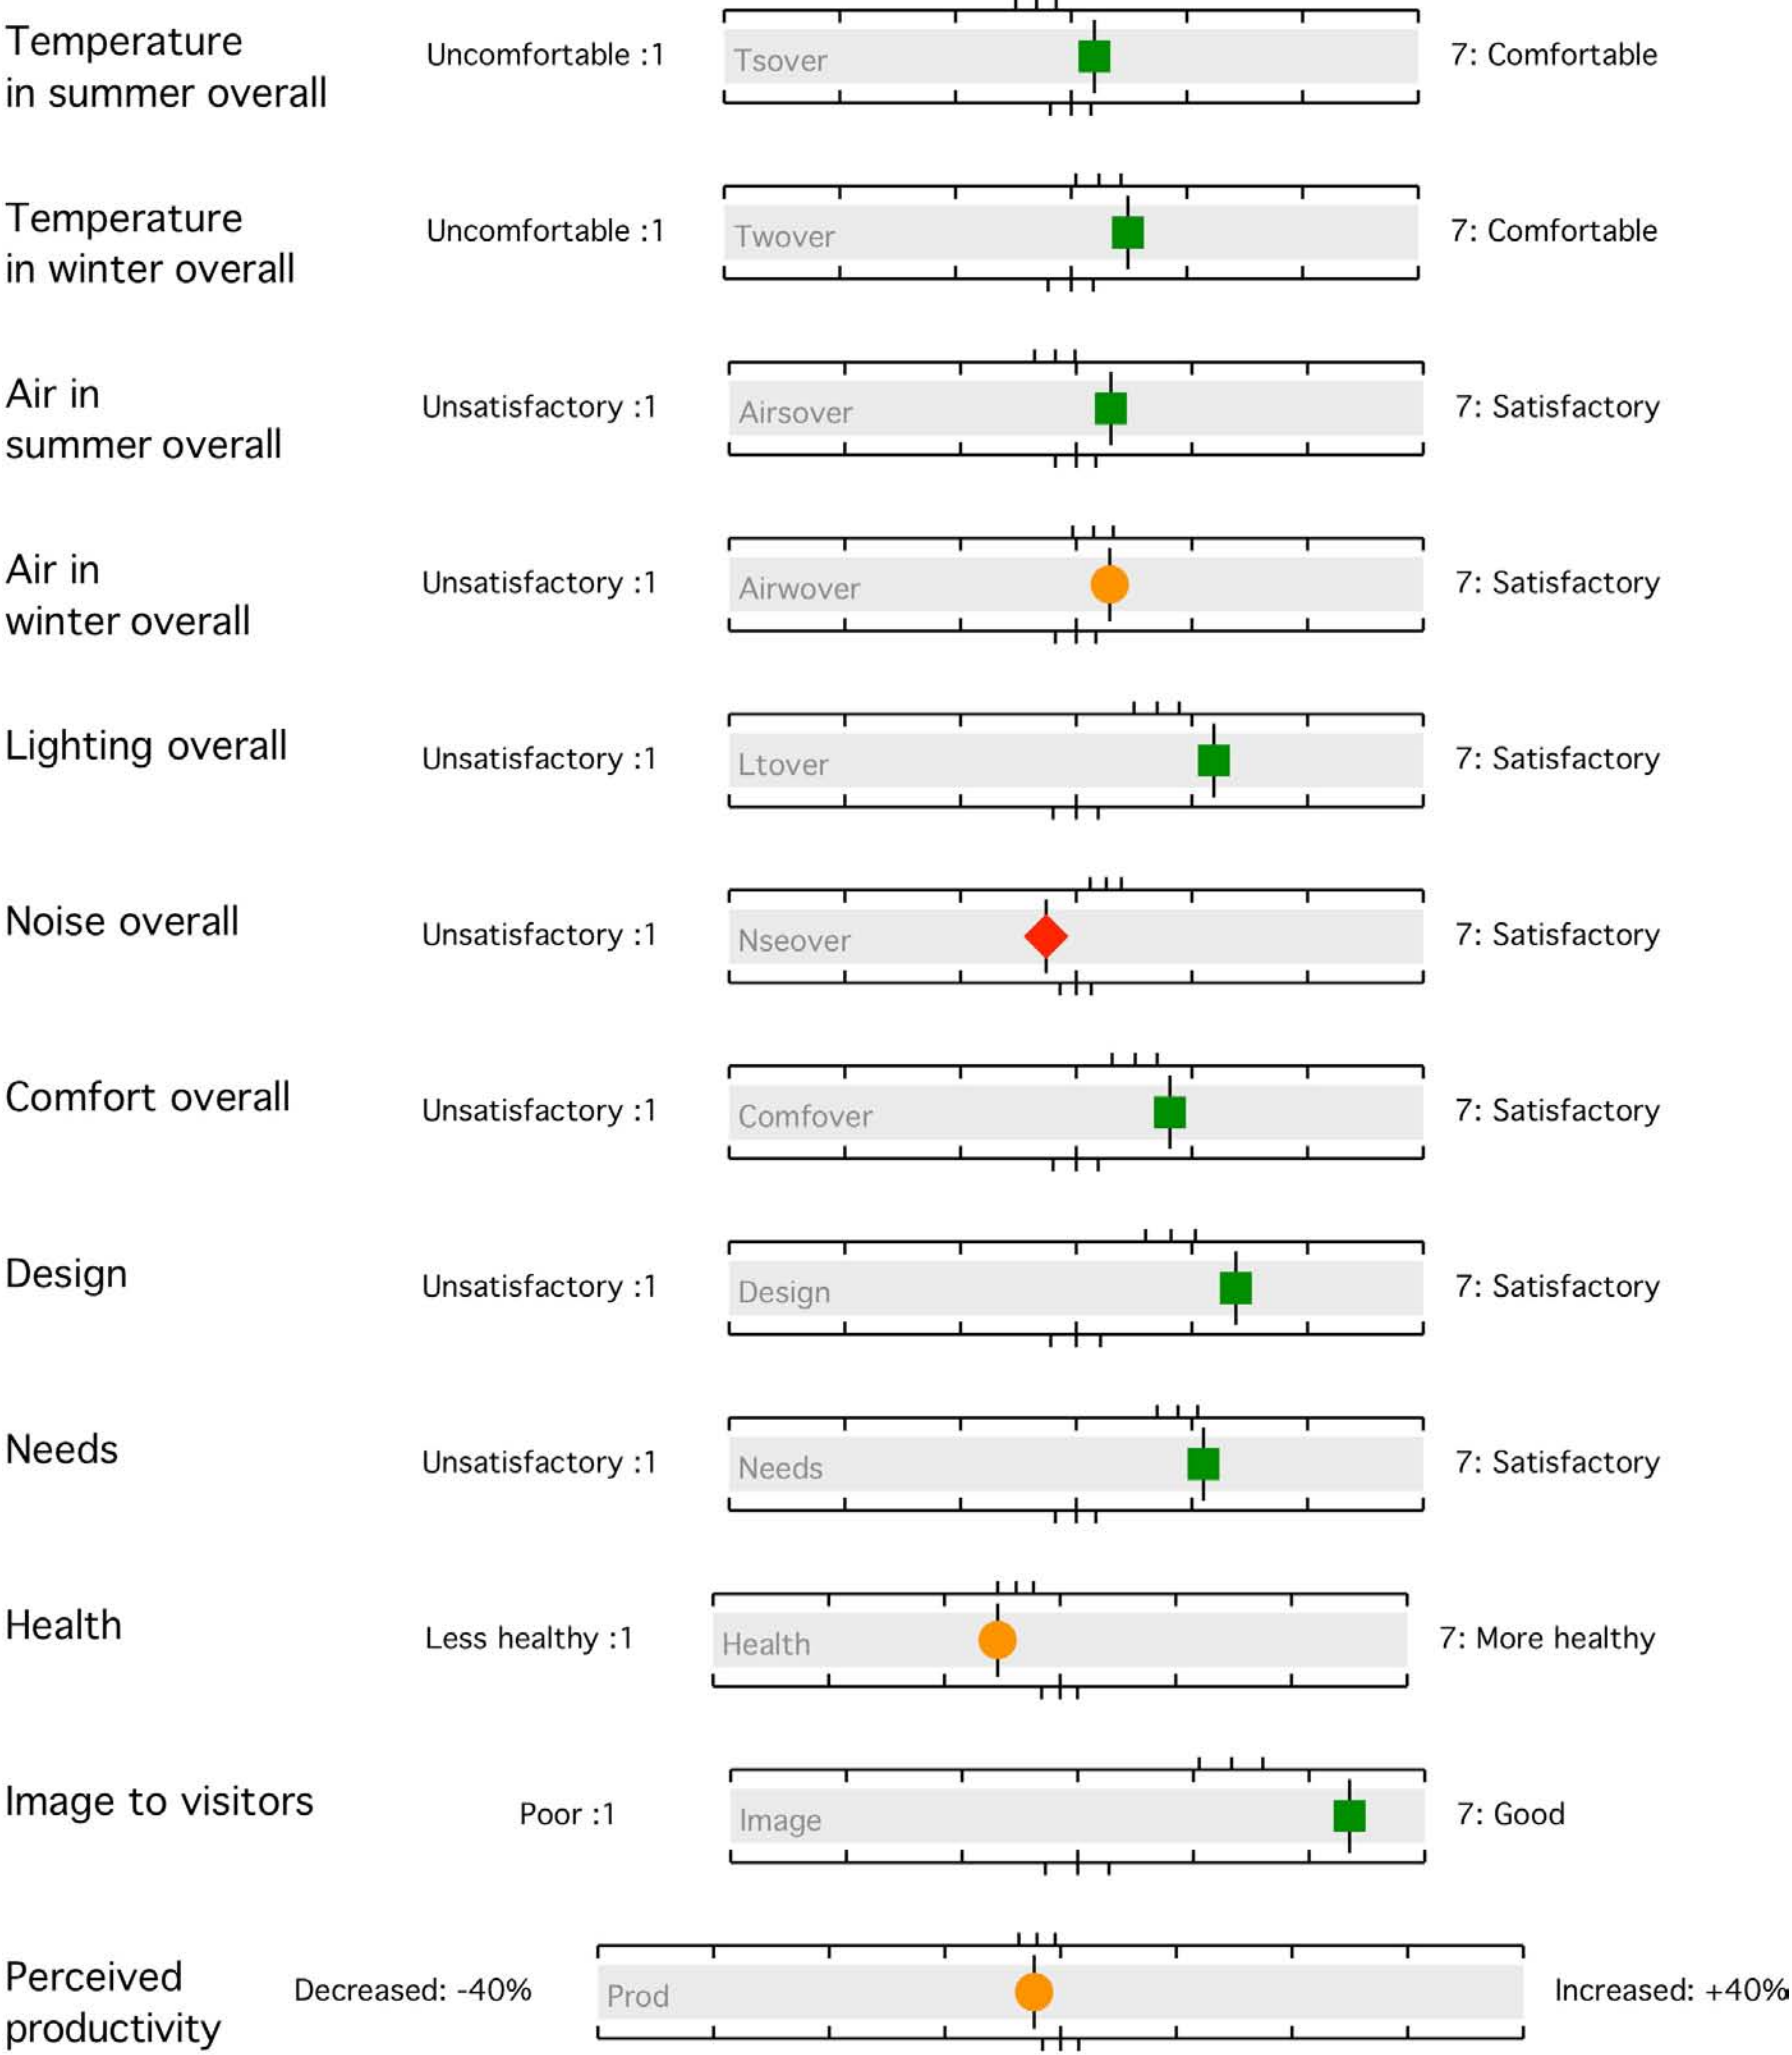 Temperature
in summer overall
Uncomfortable :1
Tsover
7: Comfortable
Temperature
in winter overall
Uncomfortable :1
Twover
7: Comfortable
Air in
summer overall
Unsatisfactory :1
Airsover
7: Satisfactory
Air in
winter overall
Unsatisfactory :1
Airwover
7: Satisfactory
Lighting overall
Unsatisfactory :1
Ltover
7: Satisfactory
Noise overall
Unsatisfactory :1
Nseover
7: Satisfactory
Comfort overall
Unsatisfactory :1
Comfover
7: Satisfactory
Design
Unsatisfactory :1
Design
7: Satisfactory
Needs
Unsatisfactory :1
Needs
7: Satisfactory
Health
Less healthy :1
Health
7: More healthy
Image to visitors
Poor :1
Image
7: Good
Perceived
productivity
Decreased: -40%
Prod
Increased: +40%